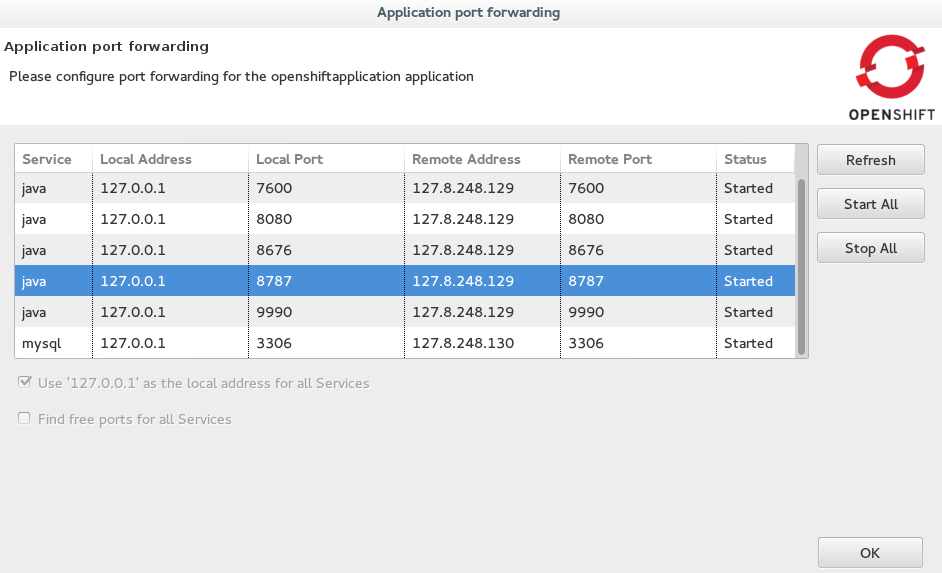 Application port forwarding
Application port forwarding
Please configure port forwarding for the openshiftapplication application
OPENSHIFT
Service Local Address Local Port Remote Address Remote Port Status
java 127.0.0.1 7600 127.8.248.129 7600 Started
java 127.0.0.1 8080 127.8.248.129 8080 Started
java 127.0.0.1 8676 127.8.248.129 8676 Started
java 127.0.0.1 8787 127.8.248.129 8787 Started
java 127.0.0.1 9990 127.8.248.129 9990 Started
mysql 127.0.0.1 3306 127.8.248.130 3306 Started
Refresh
Start All
Stop All
Use '127.0.0.1' as the local address for all Services
Find free ports for all Services
OK